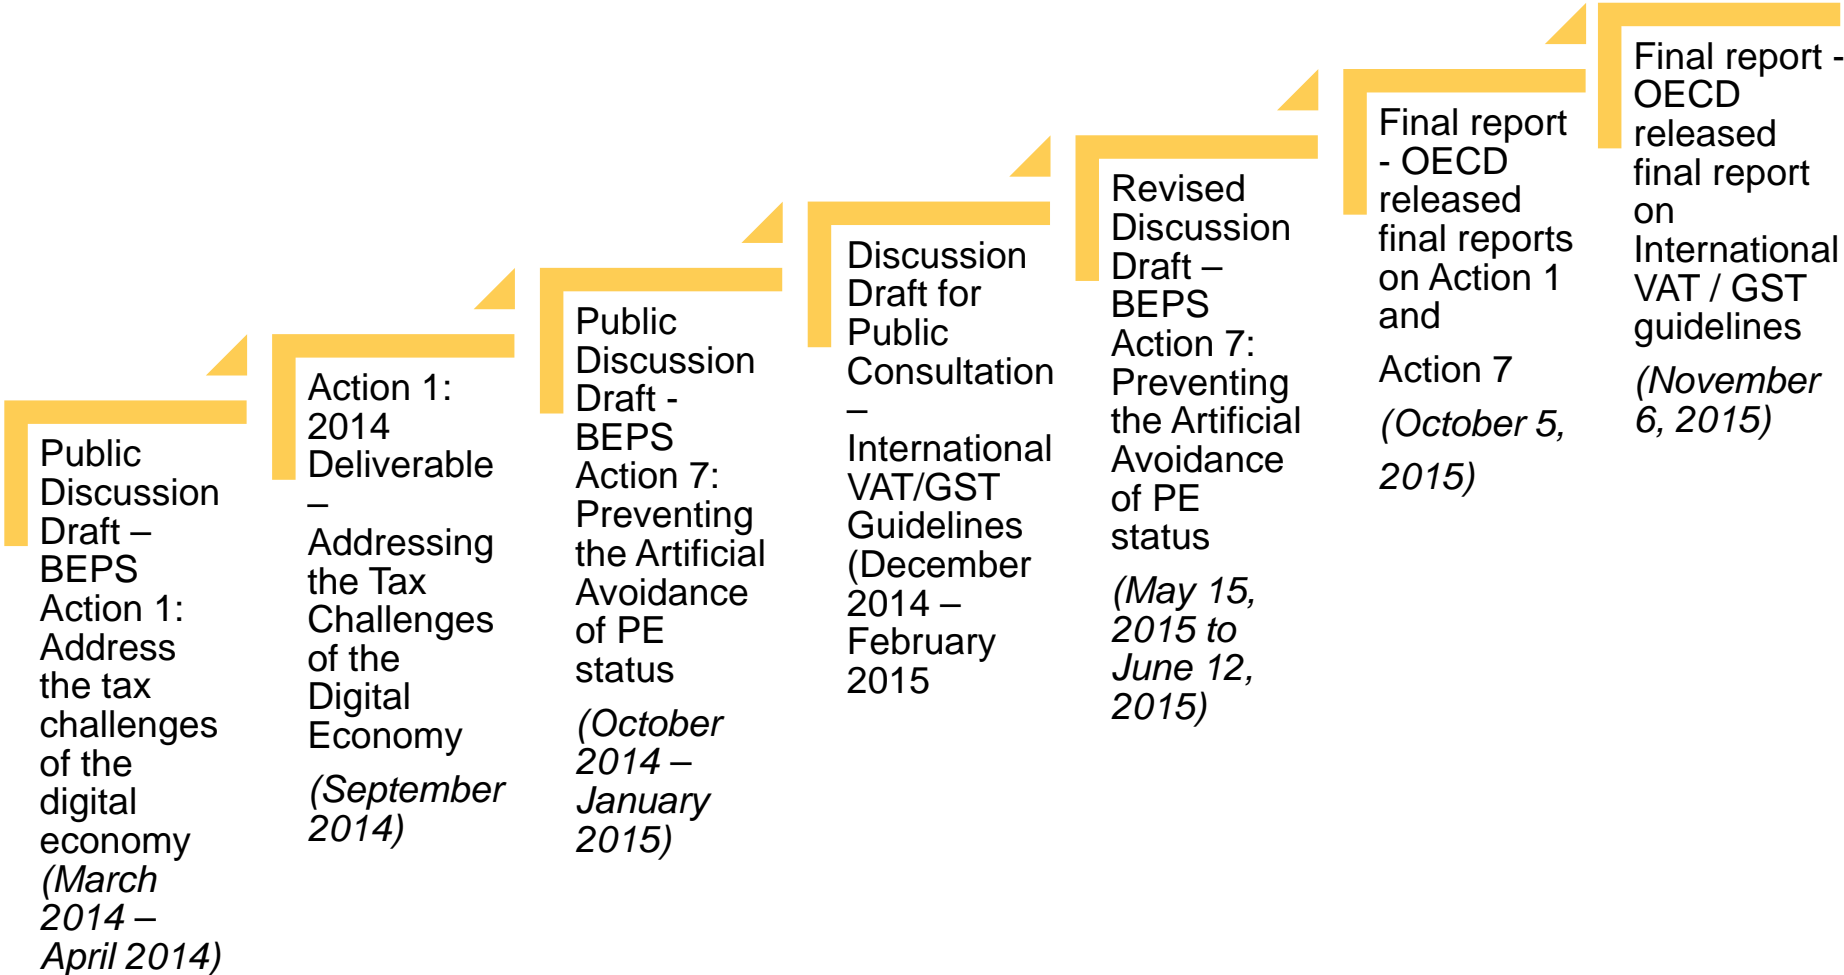 Public
Discussion
Draft –
BEPS
Action 1:
Address
the tax
challenges
of the
digital
economy
(March
2014 –
April 2014)
Action 1:
2014
Deliverable
–
Addressing
the Tax
Challenges
of the
Digital
Economy
(September
2014)
Public
Discussion
Draft -
BEPS
Action 7:
Preventing
the Artificial
Avoidance
of PE
status
(October
2014 –
January
2015)
Discussion
Draft for
Public
Consultation
–
International
VAT/GST
Guidelines
(December
2014 –
February
2015
Revised
Discussion
Draft –
BEPS
Action 7:
Preventing
the Artificial
Avoidance
of PE
status
(May 15,
2015 to
June 12,
2015)
Final report
- OECD
released
final reports
on Action 1
and
Action 7
(October 5,
2015)
Final report -
OECD
released
final report
on
International
VAT / GST
guidelines
(November
6, 2015)